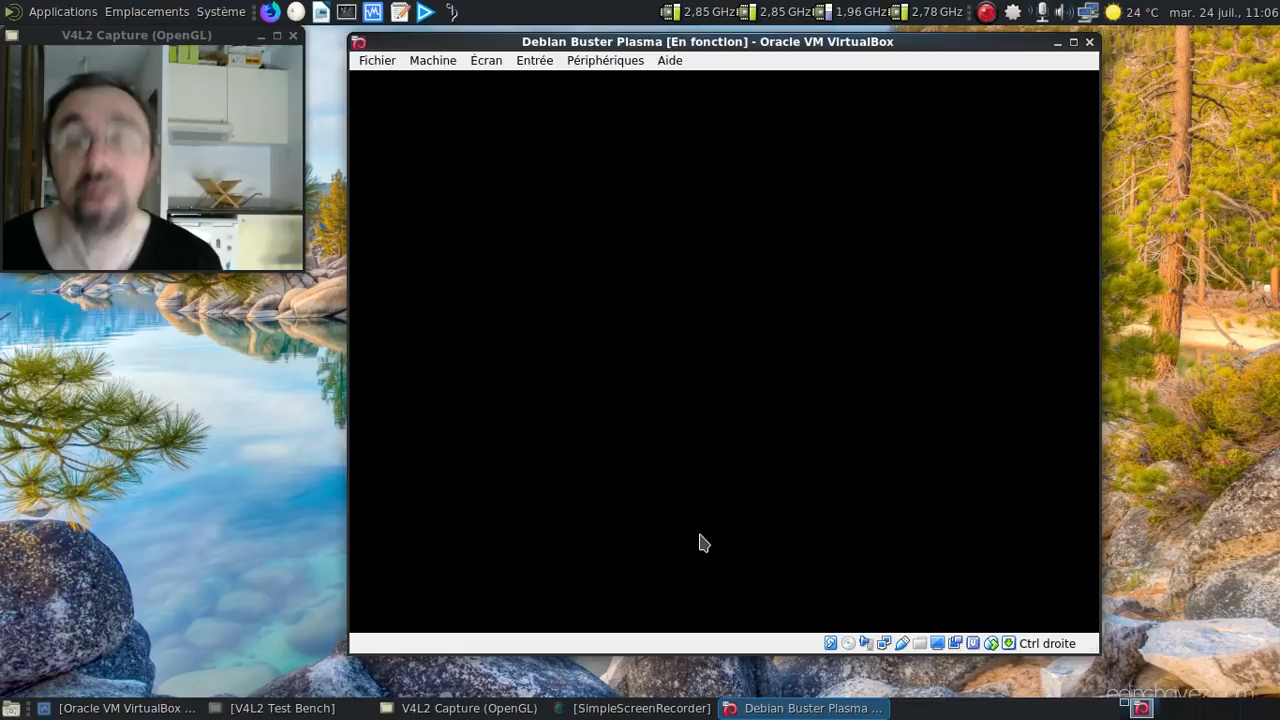 Applications Emplacements Système
2,85 GHz 2,85 GHz 1,96 GHz 2,78 GHz
24 °C mar. 24 juil., 11:06
V4L2 Capture (OpenGL)
Debian Buster Plasma [En fonction] - Oracle VM VirtualBox
Fichier Machine Écran Entrée Périphériques Aide
Ctrl droite
[Oracle VM VirtualBox ... [V4L2 Test Bench] V4L2 Capture (OpenGL) [SimpleScreenRecorder] Debian Buster Plasma ...